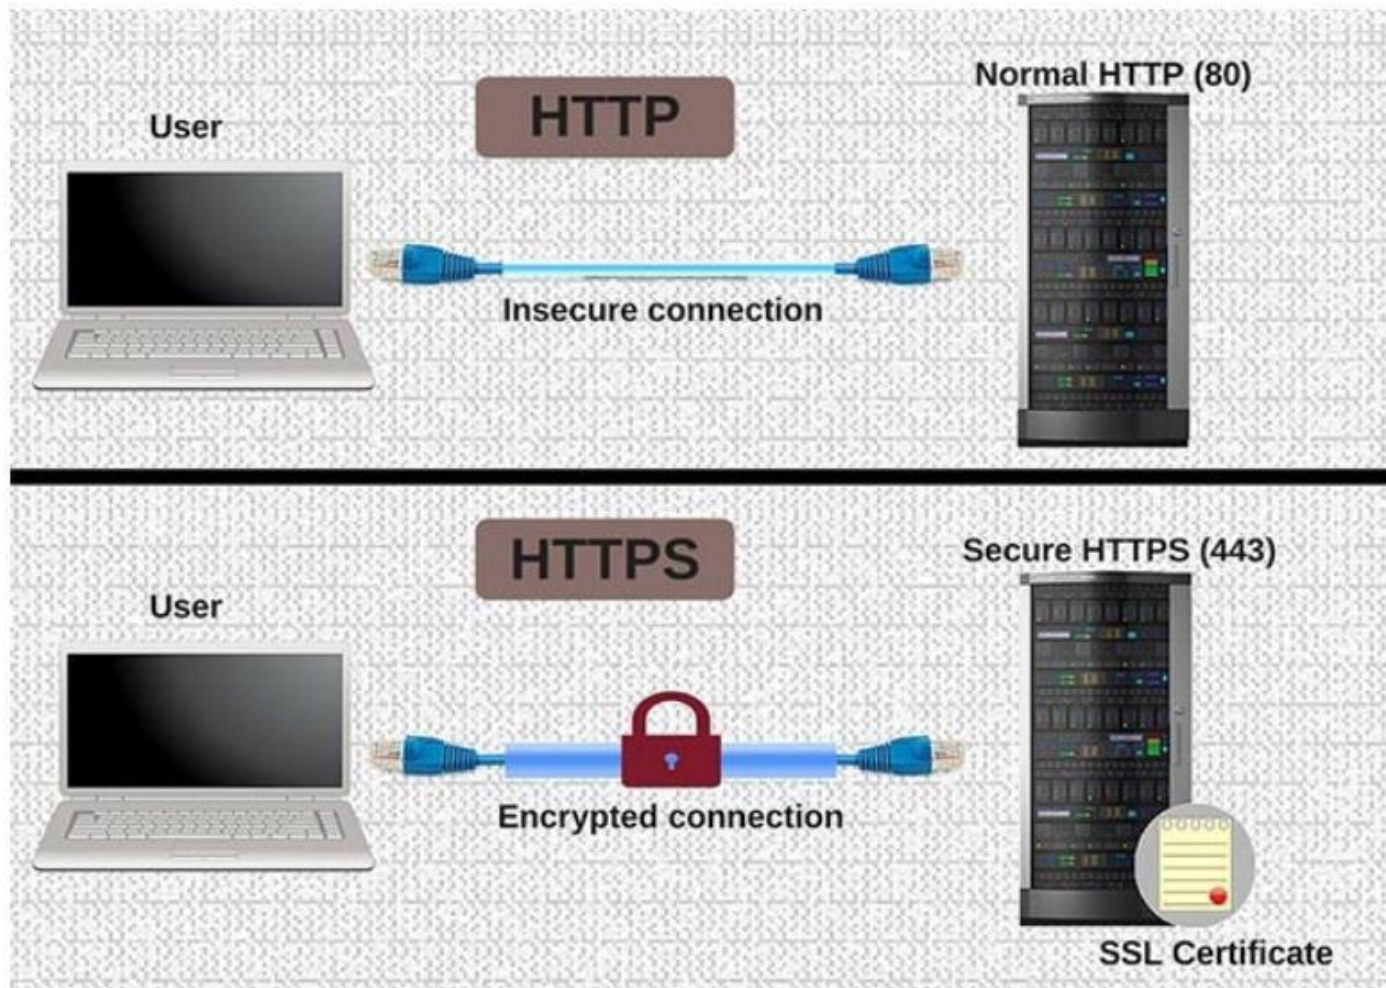 HTTP
Normal HTTP (80)
User
Insecure connection
HTTPS
Secure HTTPS (443)
User
Encrypted connection
SSL Certificate